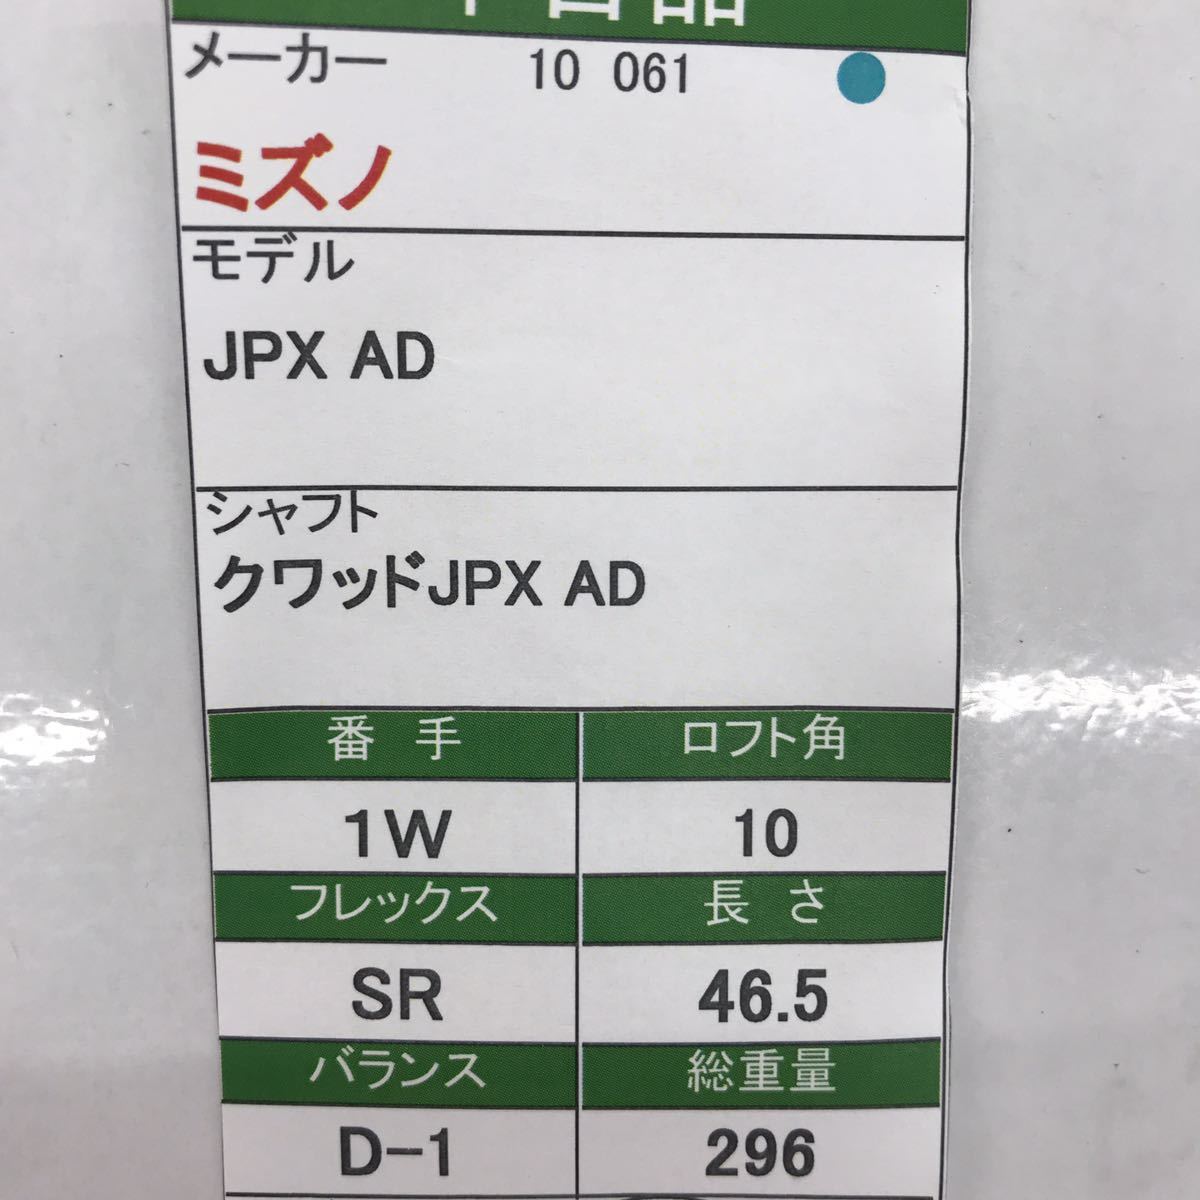 メーカー 10 061
ミズノ
モデル
JPX AD
シャフト
クワッドJPX AD
番 手 ロフト角
1W 10
フレックス 長 さ
SR 46.5
バランス 総重量
D-1 296